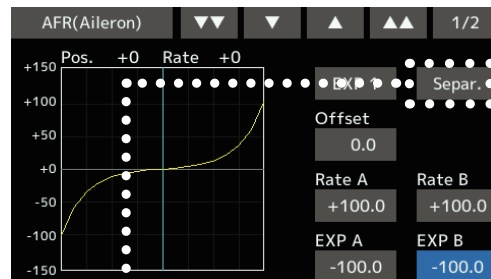 AFR(Aileron) ▼▼ ▼ ▲ ▲▲ 1/2
Pos. +0 Rate +0
+150
+100
+50
+0
-50
-100
-150
EXP 1 Separ.
Offset
0.0
Rate A Rate B
+100.0 +100.0
EXP A EXP B
-100.0 -100.0